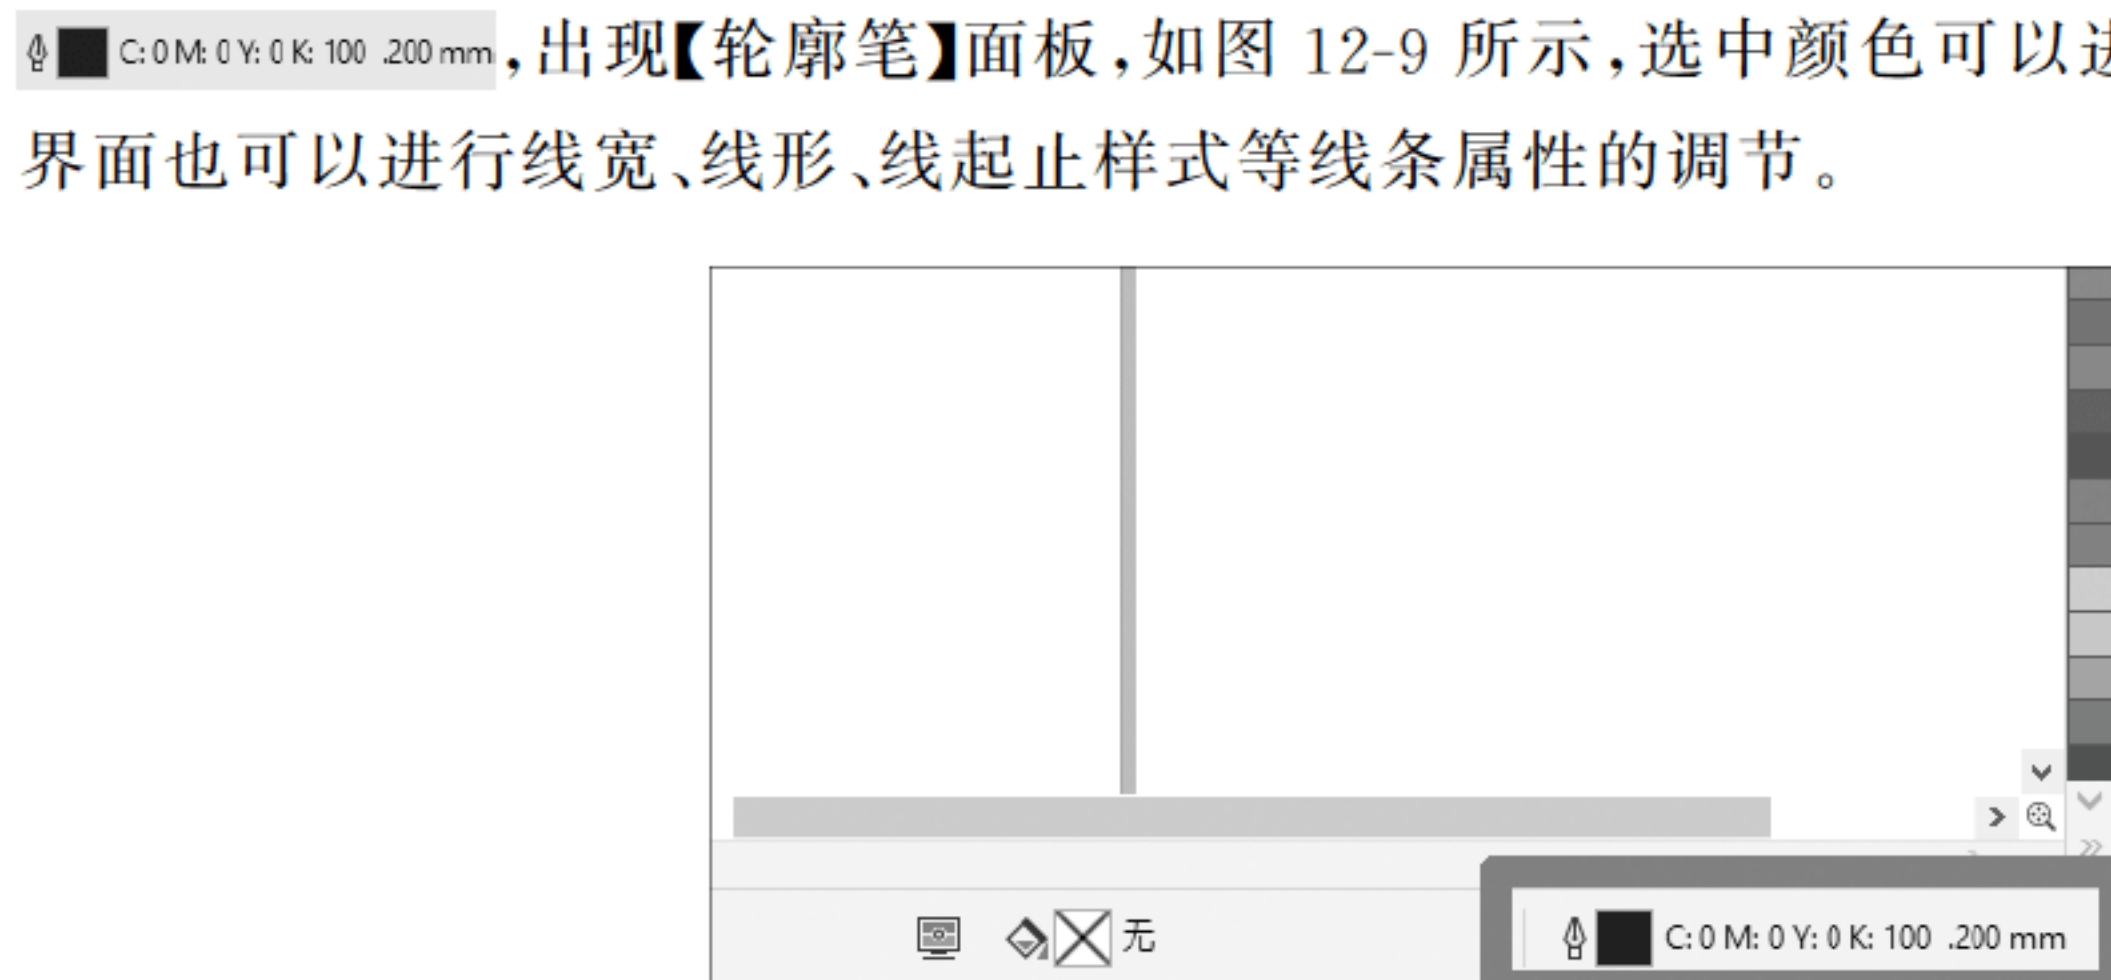 C: 0 M: 0 Y: 0 K: 100 .200 mm ,出现【轮廓笔】面板,如图 12-9 所示,选中颜色可以进
界面也可以进行线宽、线形、线起止样式等线条属性的调节。
无
C: 0 M: 0 Y: 0 K: 100 .200 mm